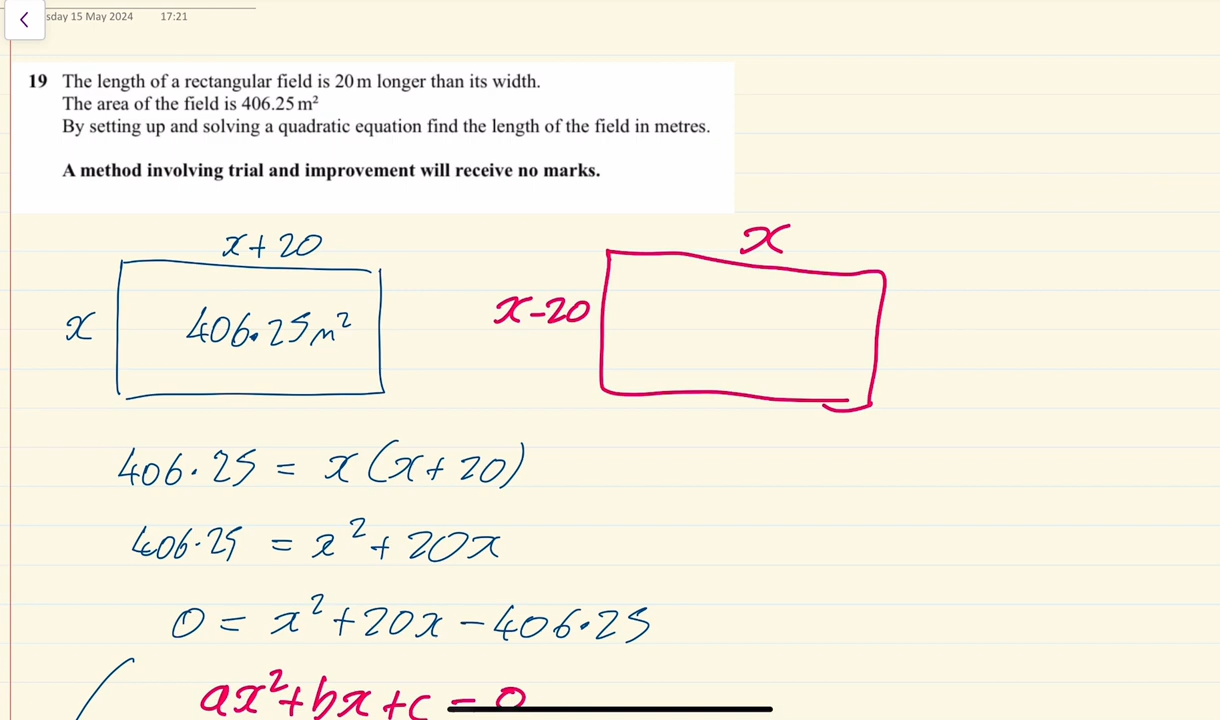 sday 15 May 2024 17:21
19 The length of a rectangular field is 20 m longer than its width.
The area of the field is 406.25 m²
By setting up and solving a quadratic equation find the length of the field in metres.
A method involving trial and improvement will receive no marks.
x + 20
x
x
406.25m²
x-20
406.25 = x(x+20)
406.25 = x² + 20x
0 = x² + 20x - 406.25
ax² + bx + c = 0